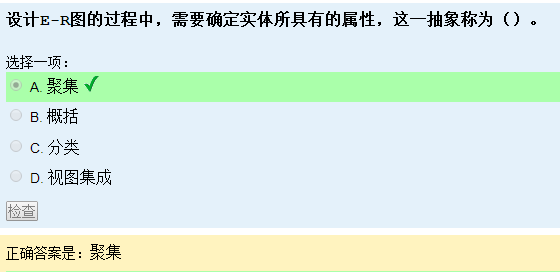 设计E-R图的过程中，需要确定实体所具有的属性，这一抽象称为（）。
选择一项：
A. 聚集 ✓
B. 概括
C. 分类
D. 视图集成
检查
正确答案是：聚集